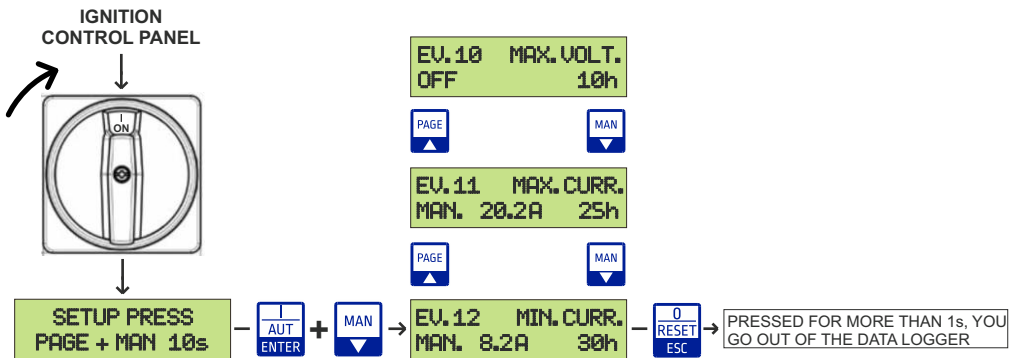 IGNITION
CONTROL PANEL
I
ON
EV.10 MAX.VOLT.
OFF 10h
PAGE
MAN
EV.11 MAX.CURR.
MAN. 20.2A 25h
PAGE
MAN
SETUP PRESS
PAGE + MAN 10s
I
AUT
ENTER
+
MAN
EV.12 MIN.CURR.
MAN. 8.2A 30h
0
RESET
ESC
PRESSED FOR MORE THAN 1s, YOU
GO OUT OF THE DATA LOGGER